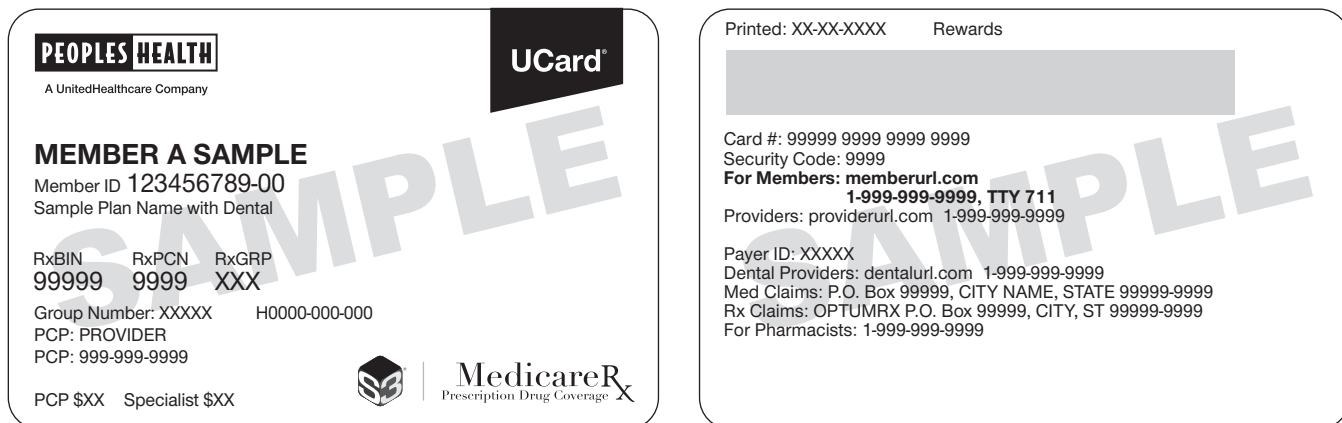 PEOPLES HEALTH
A UnitedHealthcare Company
UCard®
MEMBER A SAMPLE
Member ID 123456789-00
Sample Plan Name with Dental
RxBIN RxPCN RxGRP
99999 9999 XXX
Group Number: XXXXX H0000-000-000
PCP: PROVIDER
PCP: 999-999-9999
PCP $XX Specialist $XX
S3
MedicareRx
Prescription Drug Coverage
SAMPLE
Printed: XX-XX-XXXX Rewards
Card #: 99999 9999 9999 9999
Security Code: 9999
For Members: memberurl.com
1-999-999-9999, TTY 711
Providers: providerurl.com 1-999-999-9999
Payer ID: XXXXX
Dental Providers: dentalurl.com 1-999-999-9999
Med Claims: P.O. Box 99999, CITY NAME, STATE 99999-9999
Rx Claims: OPTUMRX P.O. Box 99999, CITY, ST 99999-9999
For Pharmacists: 1-999-999-9999
SAMPLE